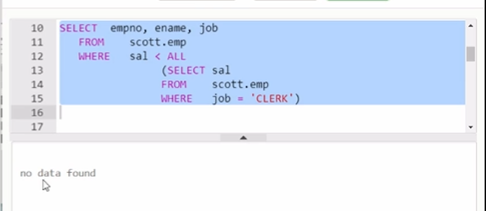 10 SELECT empno, ename, job
11 FROM scott.emp
12 WHERE sal < ALL
13 (SELECT sal
14 FROM scott.emp
15 WHERE job = 'CLERK')
16
17
no data found